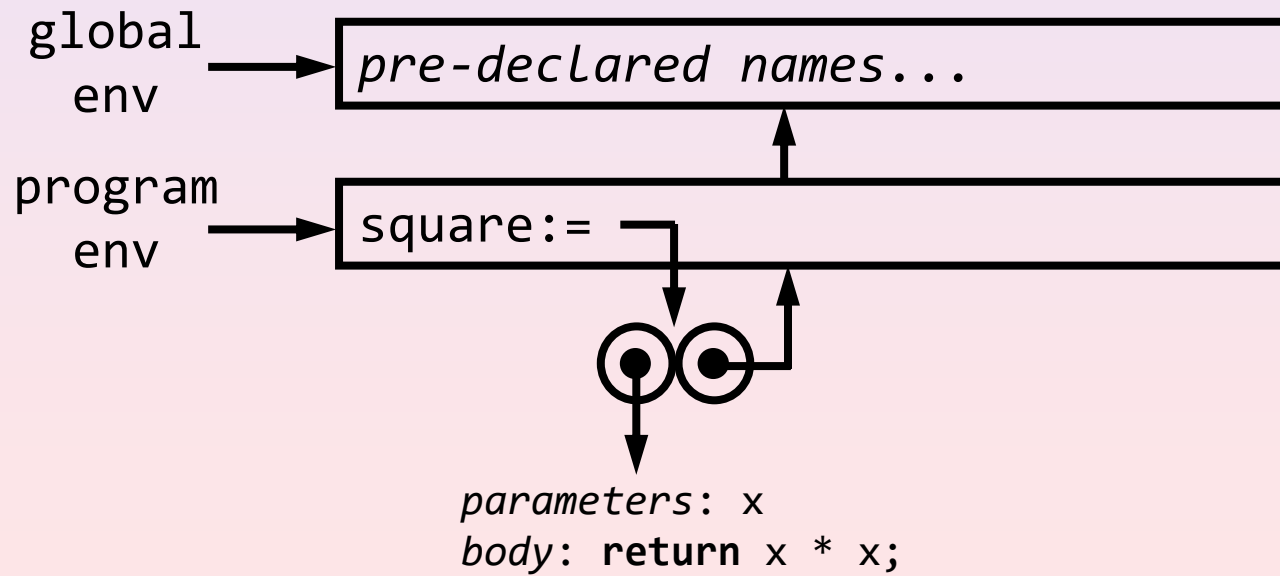 global
env
pre-declared names...
program
env
square:=
parameters: x
body: return x * x;